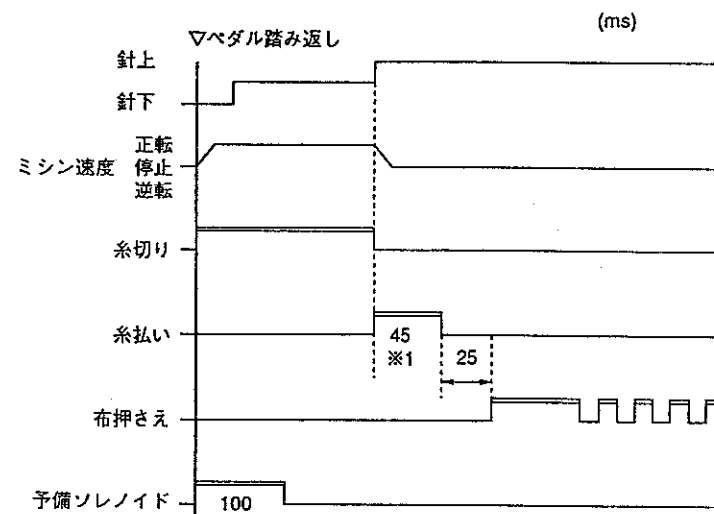 (ms)
▽ペダル踏み返し
針上
針下
正転
ミシン速度 停止
逆転
糸切り
糸払い
45
※1
25
布押さえ
予備ソレノイド
100